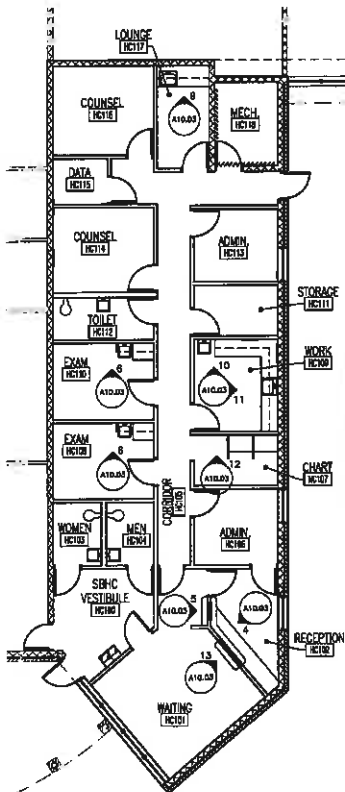 LOUNGE
HC117
COUNSEL
HC116
9
A10.03
MECH.
HC118
DATA
HC115
COUNSEL
HC114
ADMIN.
HC113
STORAGE
HC111
TOILET
HC112
WORK
HC109
EXAM
HC110
6
A10.03
10
A10.03
11
EXAM
HC108
6
A10.03
12
A10.03
CHART
HC107
CORRIDOR
HC105
WOMEN
HC103
MEN
HC104
ADMIN
HC106
SBHC
VESTIBULE
HC100
5
A10.03
A10.03
4
RECEPTION
HC102
13
A10.03
WAITING
HC101